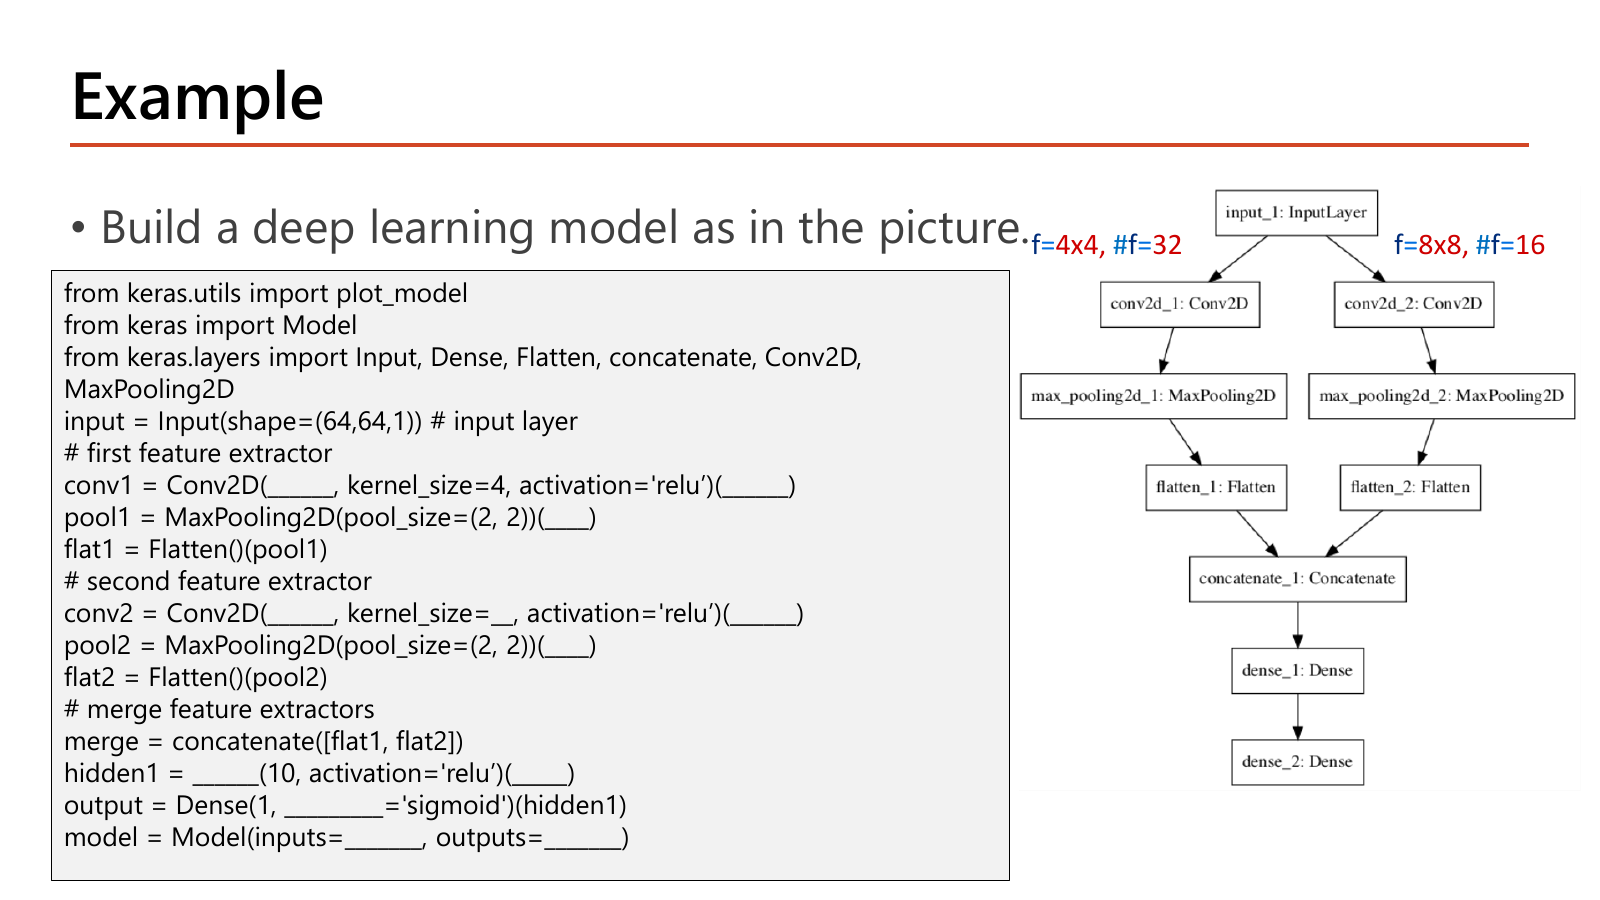 Example
• Build a deep learning model as in the picture.
from keras.utils import plot_model
from keras import Model
from keras.layers import Input, Dense, Flatten, concatenate, Conv2D,
MaxPooling2D
input = Input(shape=(64,64,1)) # input layer
# first feature extractor
conv1 = Conv2D(______, kernel_size=4, activation='relu’)(______)
pool1 = MaxPooling2D(pool_size=(2, 2))(____)
flat1 = Flatten()(pool1)
# second feature extractor
conv2 = Conv2D(______, kernel_size=__, activation='relu’)(______)
pool2 = MaxPooling2D(pool_size=(2, 2))(____)
flat2 = Flatten()(pool2)
# merge feature extractors
merge = concatenate([flat1, flat2])
hidden1 = ______(10, activation='relu’)(_____)
output = Dense(1, _________='sigmoid')(hidden1)
model = Model(inputs=_______, outputs=_______)
input_1: InputLayer
f=4x4, #f=32
f=8x8, #f=16
conv2d_1: Conv2D
conv2d_2: Conv2D
max_pooling2d_1: MaxPooling2D
max_pooling2d_2: MaxPooling2D
flatten_1: Flatten
flatten_2: Flatten
concatenate_1: Concatenate
dense_1: Dense
dense_2: Dense